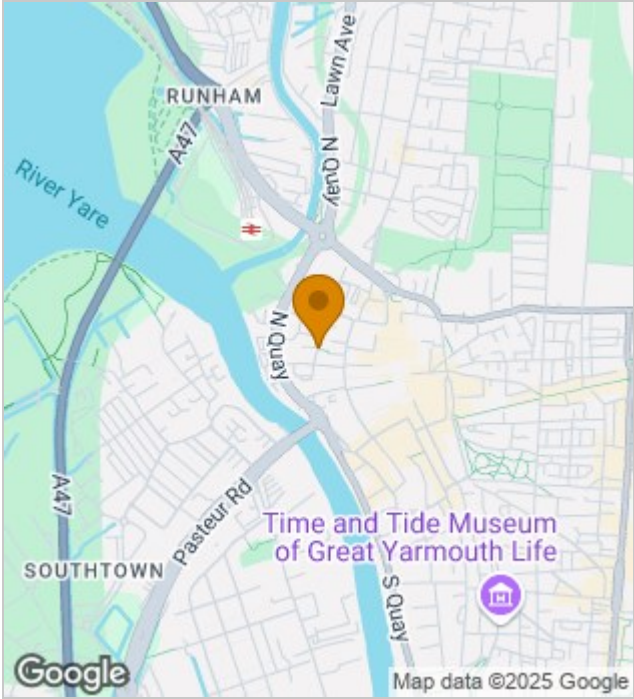 RUNHAM
Lawn Ave
A47
N Quay
River Yare
N Quay
A47
Pasteur Rd
Time and Tide Museum
of Great Yarmouth Life
SOUTHTOWN
S Quay
Google
Map data ©2025 Google